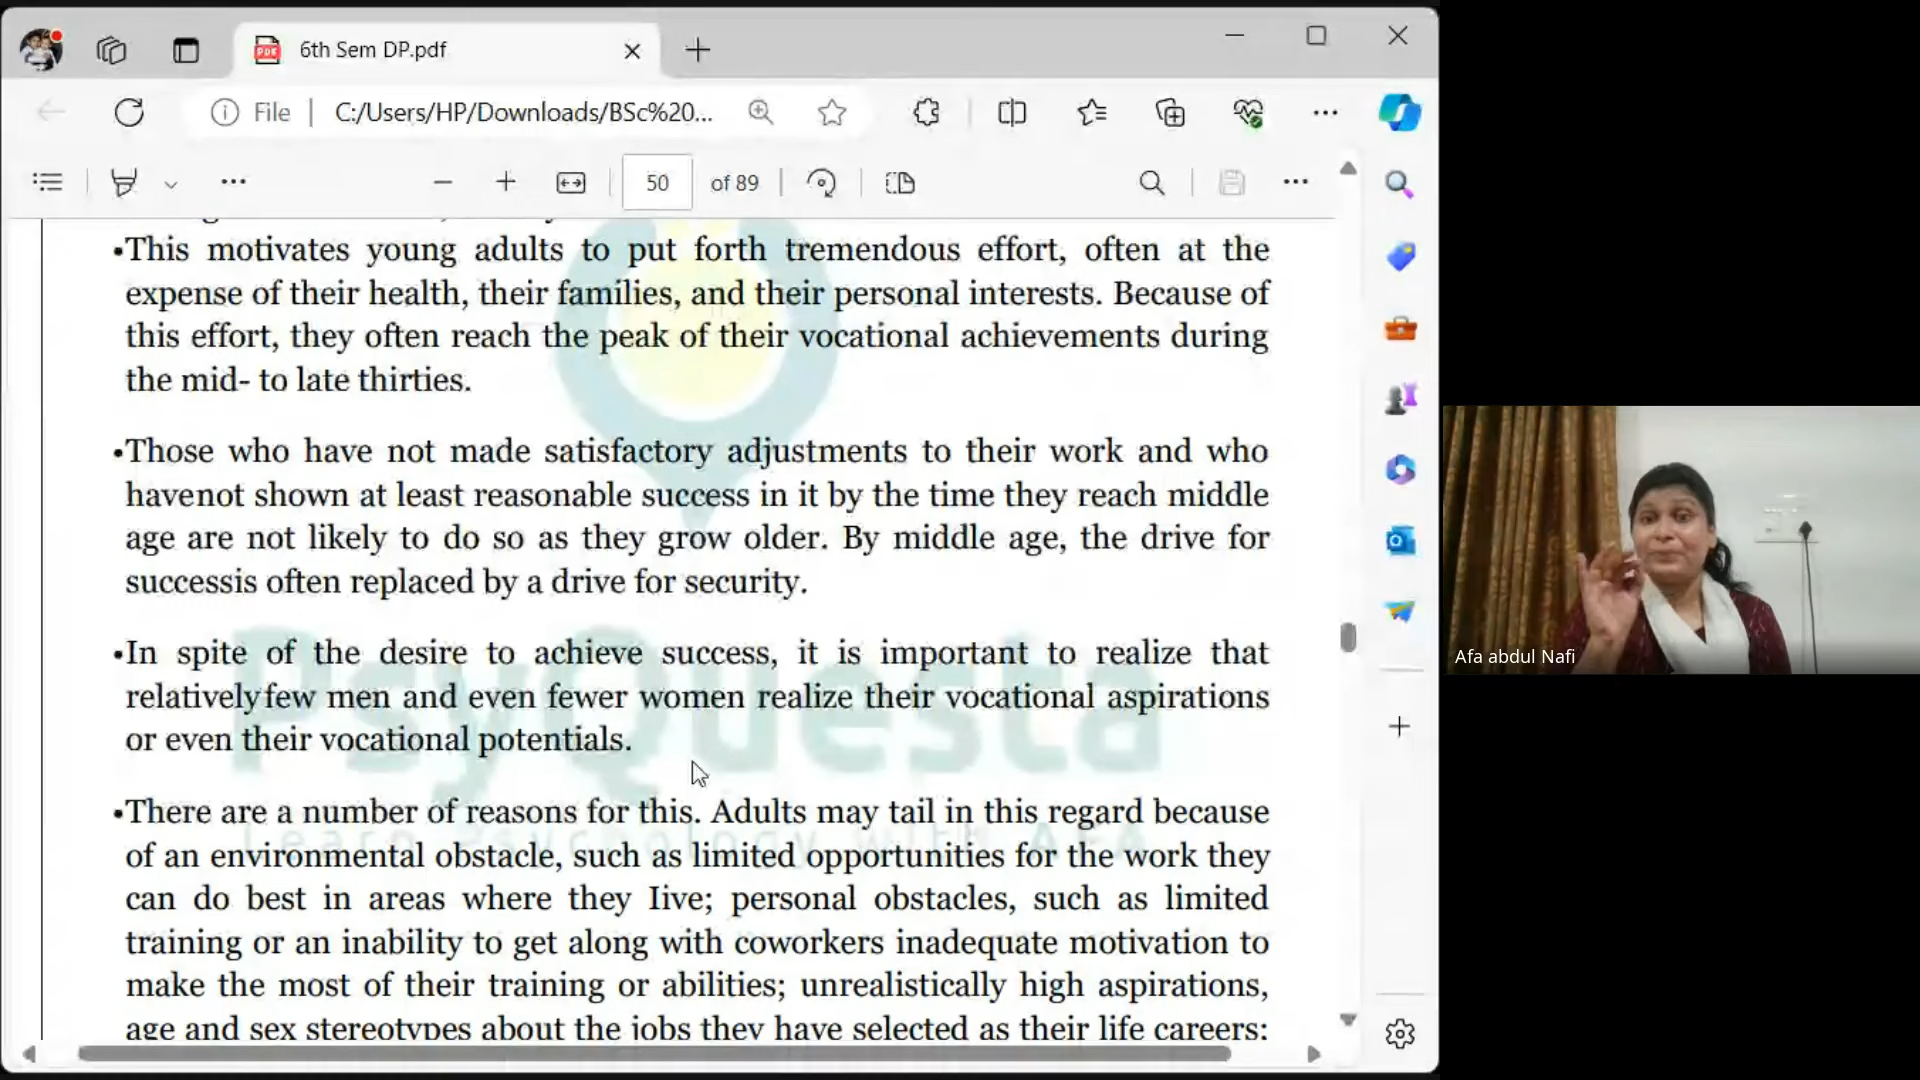 6th Sem DP.pdf
File
C:/Users/HP/Downloads/BSc%20...
50
of 89
•This motivates young adults to put forth tremendous effort, often at the
expense of their health, their families, and their personal interests. Because of
this effort, they often reach the peak of their vocational achievements during
the mid- to late thirties.
•Those who have not made satisfactory adjustments to their work and who
havenot shown at least reasonable success in it by the time they reach middle
age are not likely to do so as they grow older. By middle age, the drive for
successis often replaced by a drive for security.
•In spite of the desire to achieve success, it is important to realize that
relativelyfew men and even fewer women realize their vocational aspirations
or even their vocational potentials.
PsyQuesta
•There are a number of reasons for this. Adults may tail in this regard because
Learn Psychology with AFA
of an environmental obstacle, such as limited opportunities for the work they
can do best in areas where they Iive; personal obstacles, such as limited
training or an inability to get along with coworkers inadequate motivation to
make the most of their training or abilities; unrealistically high aspirations,
age and sex stereotypes about the jobs they have selected as their life careers:
Afa abdul Nafi